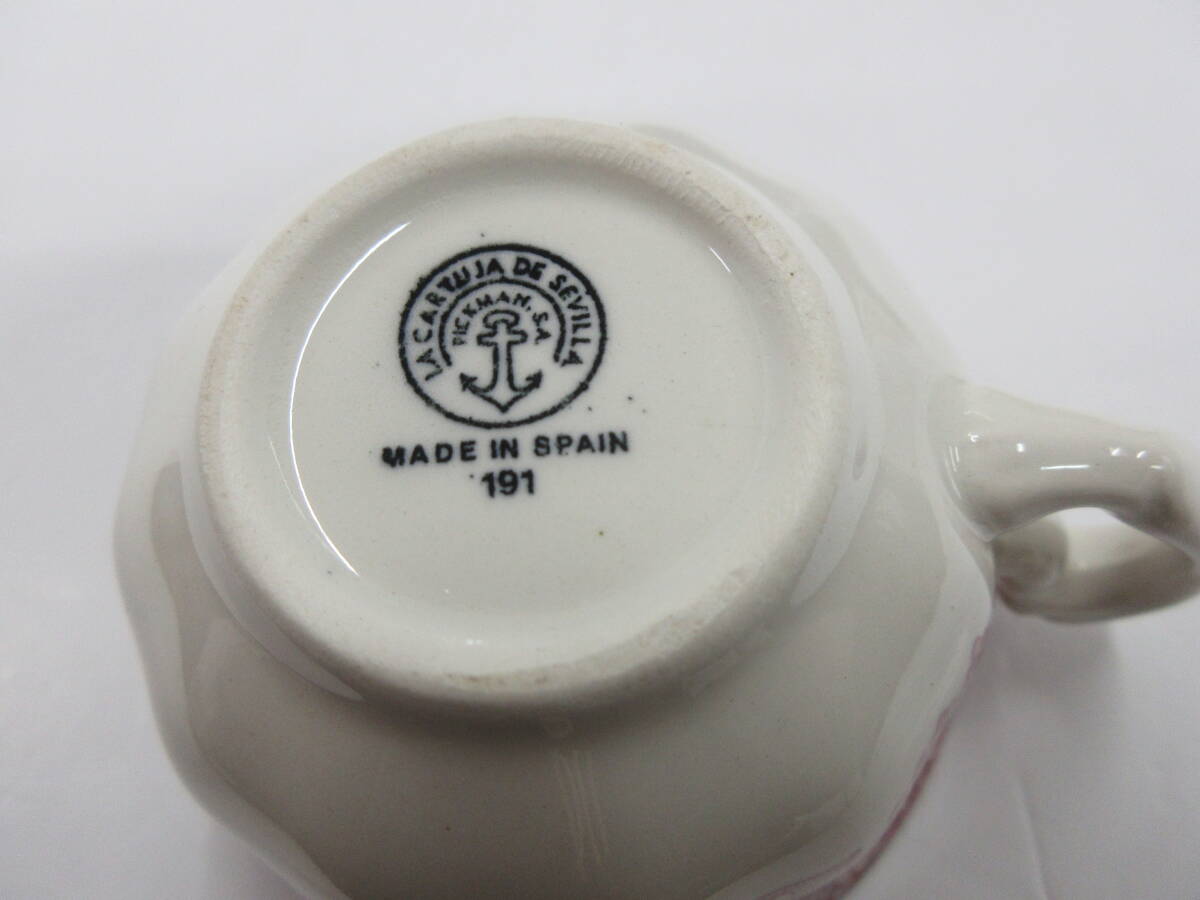 LA CARTUJA DE SEVILLA
PICKMAN, S.A.
MADE IN SPAIN
191